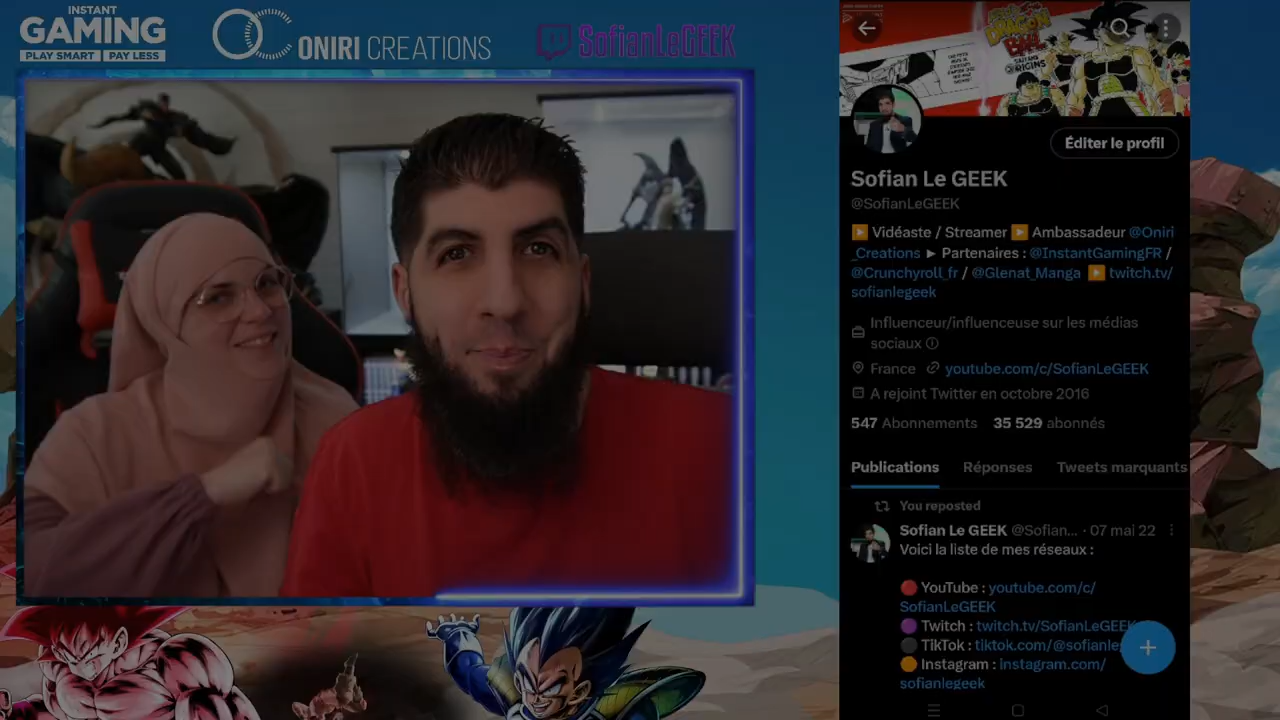 INSTANT
GAMING
PLAY SMART PAY LESS
ONIRI CREATIONS
SofianLeGEEK
DRAGON
BALL
ORIGINS
Éditer le profil
Sofian Le GEEK
@SofianLeGEEK
▶️ Vidéaste / Streamer ▶️ Ambassadeur @Oniri
_Creations ► Partenaires : @InstantGamingFR /
@Crunchyroll_fr / @Glenat_Manga ▶️ twitch.tv/
sofianlegeek
Influenceur/influenceuse sur les médias
sociaux
France youtube.com/c/SofianLeGEEK
A rejoint Twitter en octobre 2016
547 Abonnements 35 529 abonnés
Publications Réponses Tweets marquants
You reposted
Sofian Le GEEK @Sofian... · 07 mai 22
Voici la liste de mes réseaux :
🔴 YouTube : youtube.com/c/
SofianLeGEEK
🟣 Twitch : twitch.tv/SofianLeGEEK
⚫ TikTok : tiktok.com/@sofianle
🟠 Instagram : instagram.com/
sofianlegeek